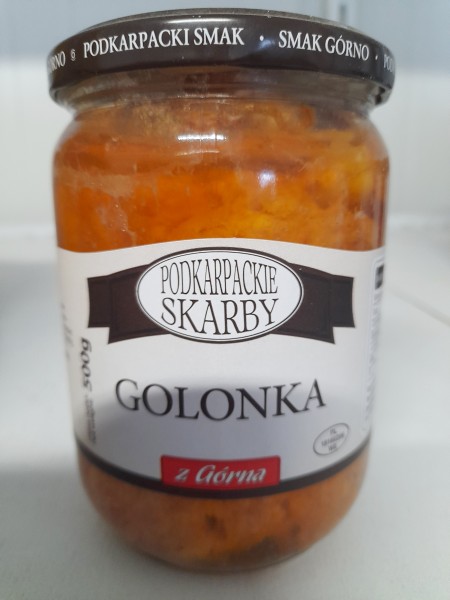 PODKARPACKI SMAK · SMAK GÓRNO ·
PODKARPACKIE
SKARBY
500g
GOLONKA
z Górna